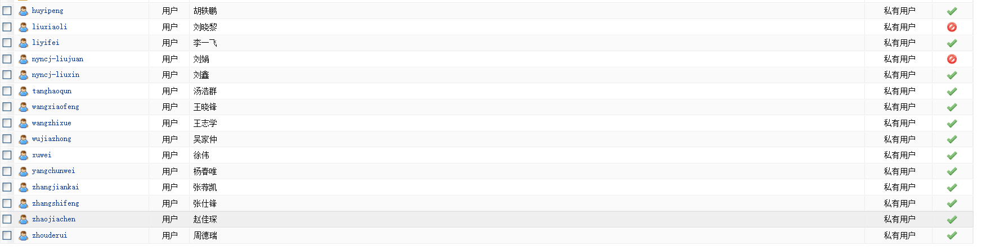 huyipeng 用户 胡轶鹏 私有用户
liuxiaoli 用户 刘晓黎 私有用户
liyifei 用户 李一飞 私有用户
nyncj-liujuan 用户 刘娟 私有用户
nyncj-liuxin 用户 刘鑫 私有用户
tanghaoqun 用户 汤浩群 私有用户
wangxiaofeng 用户 王晓锋 私有用户
wangzhixue 用户 王志学 私有用户
wujiazhong 用户 吴家仲 私有用户
xuwei 用户 徐伟 私有用户
yangchunwei 用户 杨春唯 私有用户
zhangjiankai 用户 张荐凯 私有用户
zhangshifeng 用户 张仕锋 私有用户
zhaojiachen 用户 赵佳琛 私有用户
zhouderui 用户 周德瑞 私有用户